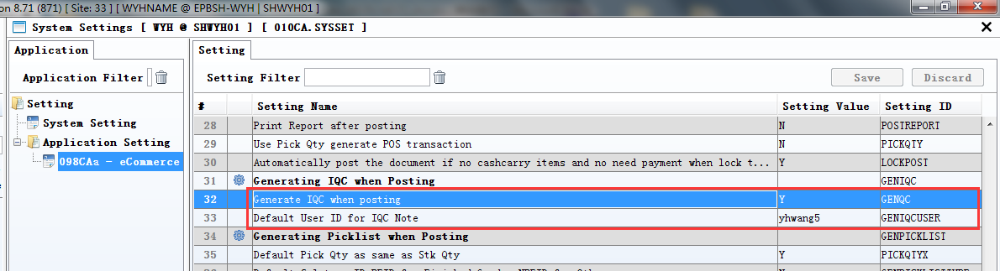 on 8.71 (871) [ Site: 33 ] [ WYHNAME @ EPBSH-WYH | SHWYH01 ]
System Settings [ WYH @ SHWYH01 ] [ 010CA.SYSSET ]
Application
Application Filter
Setting
System Setting
Application Setting
098CAa - eCommerce
Setting
Setting Filter
Save
Discard
# Setting Name Setting Value Setting ID
28 Print Report after posting N POSTREPORT
29 Use Pick Qty generate POS transaction N PICKQTY
30 Automatically post the document if no cashcarry items and no need payment when lock t... Y LOCKPOST
31 Generating IQC when Posting GENIQC
32 Generate IQC when posting Y GENQC
33 Default User ID for IQC Note yhwang5 GENIQCUSER
34 Generating Picklist when Posting GENPICKLIST
35 Default Pick Qty as same as Stk Qty Y PICKQTYX